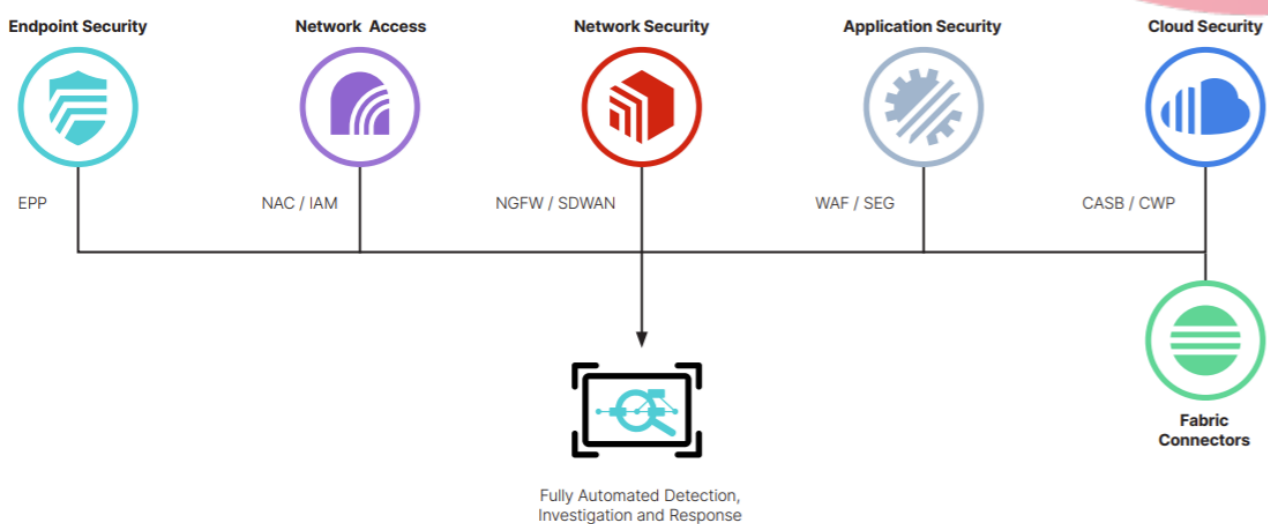 Endpoint Security
Network Access
Network Security
Application Security
Cloud Security
EPP
NAC / IAM
NGFW / SDWAN
WAF / SEG
CASB / CWP
Fabric
Connectors
Fully Automated Detection,
Investigation and Response